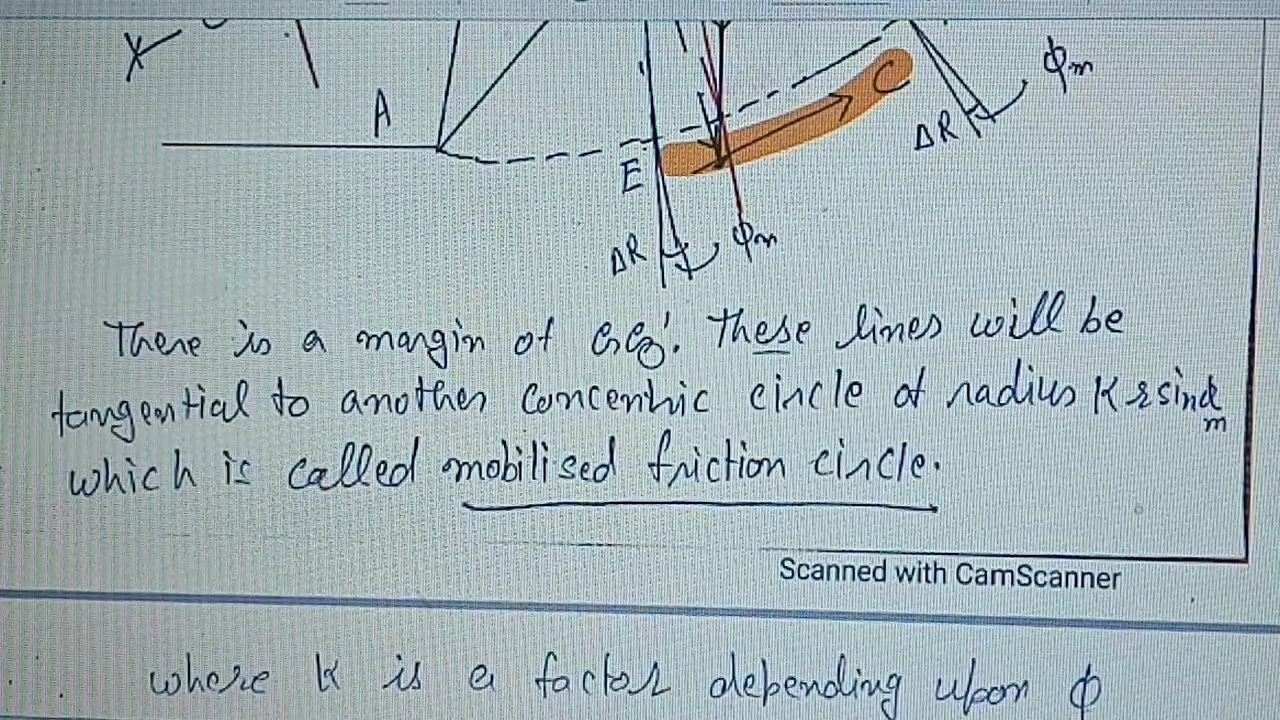 X
A
E
C
ΔR
ϕm
ΔR
ϕm
There is a margin of These lines will be
tangential to another concentric circle of radius K r sin m
which is called mobilised friction circle.
Scanned with CamScanner
where K is a factor depending upon ϕ